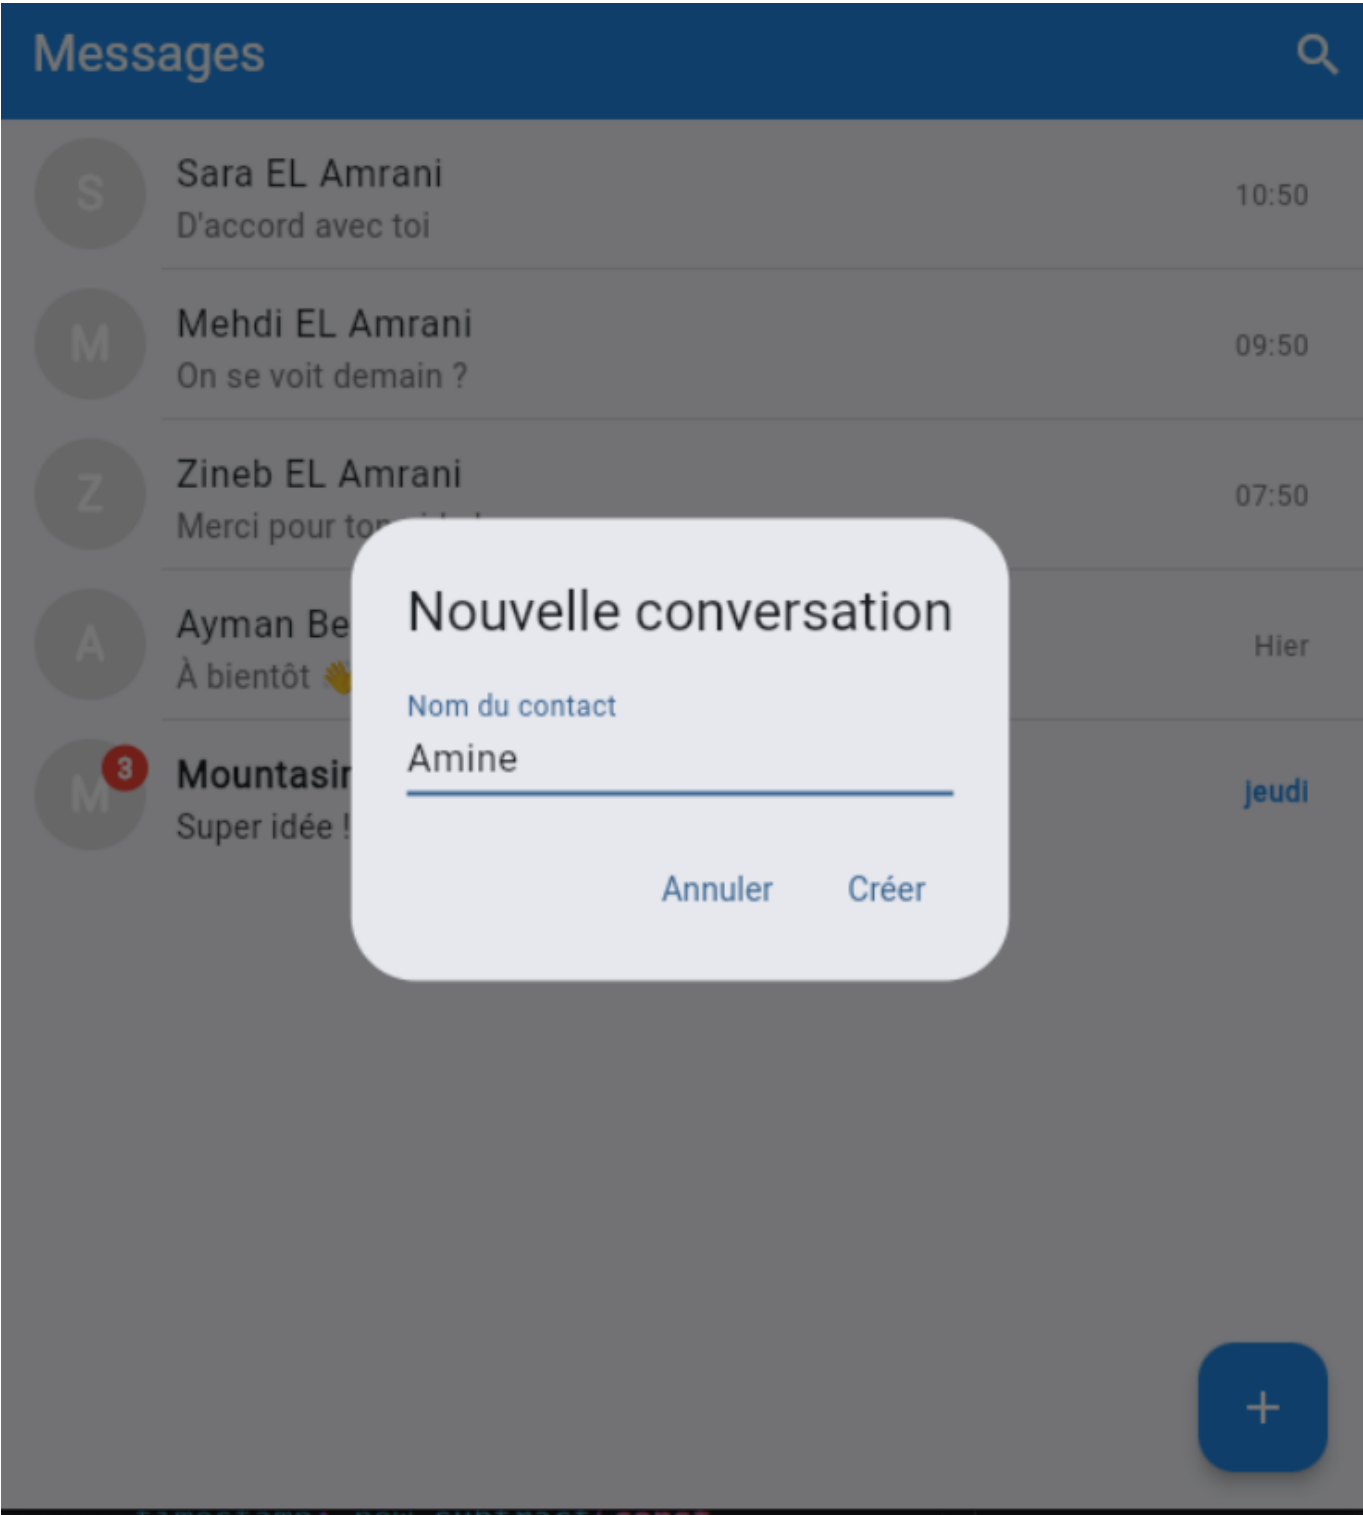 Messages
S
Sara EL Amrani
10:50
D'accord avec toi
M
Mehdi EL Amrani
09:50
On se voit demain ?
Z
Zineb EL Amrani
07:50
Merci pour
A
Ayman
Hier
À bientôt 👋
M
3
Mountasir
jeudi
Super idée !
Nouvelle conversation
Nom du contact
Amine
Annuler
Créer
+